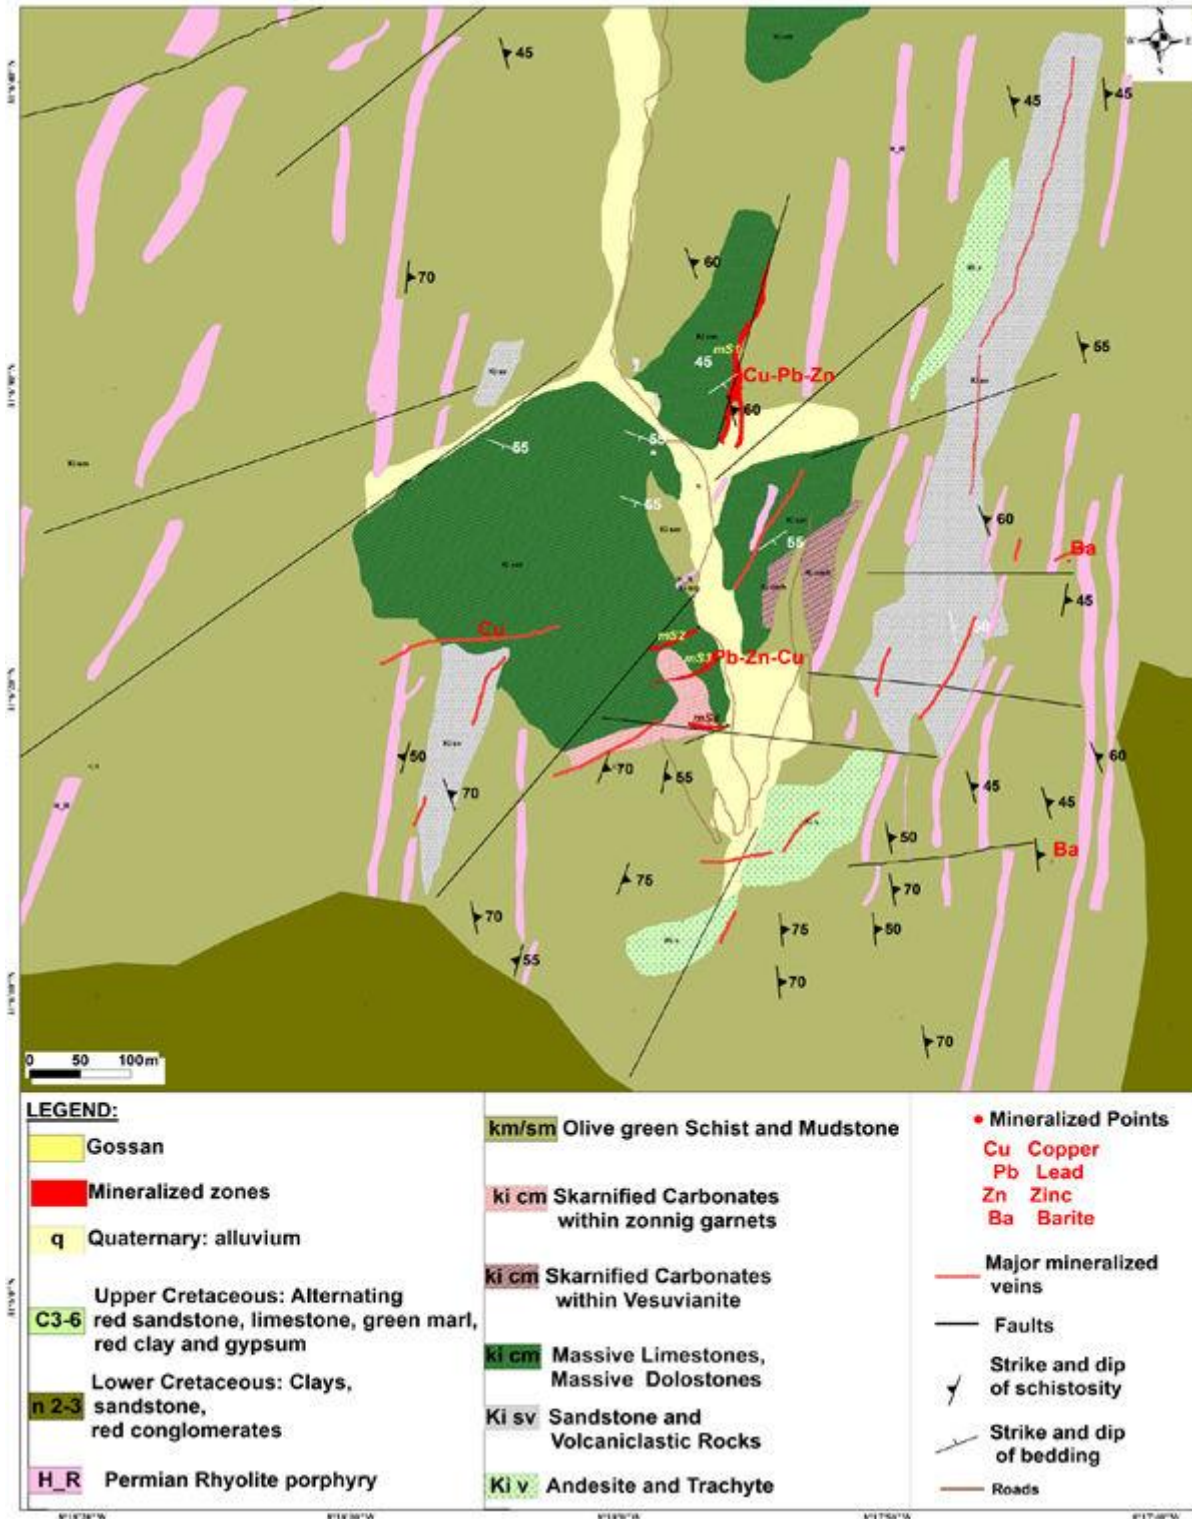 45
45
45
60
70
55
mS1
45
Cu-Pb-Zn
60
55
55
55
55
60
Ba
45
Cu
mS2
50
mS3
Pb-Zn-Cu
50
70
55
60
70
45
45
50
Ba
75
70
70
75
50
55
70
70
0 50 100m
LEGEND:
Gossan
Mineralized zones
q Quaternary: alluvium
C3-6 Upper Cretaceous: Alternating
red sandstone, limestone, green marl,
red clay and gypsum
n 2-3 Lower Cretaceous: Clays,
sandstone,
red conglomerates
H_R Permian Rhyolite porphyry
km/sm Olive green Schist and Mudstone
ki cm Skarnified Carbonates
within zonnig garnets
ki cm Skarnified Carbonates
within Vesuvianite
ki cm Massive Limestones,
Massive Dolostones
Ki sv Sandstone and
Volcaniclastic Rocks
Ki v Andesite and Trachyte
Mineralized Points
Cu Copper
Pb Lead
Zn Zinc
Ba Barite
Major mineralized
veins
Faults
Strike and dip
of schistosity
Strike and dip
of bedding
Roads